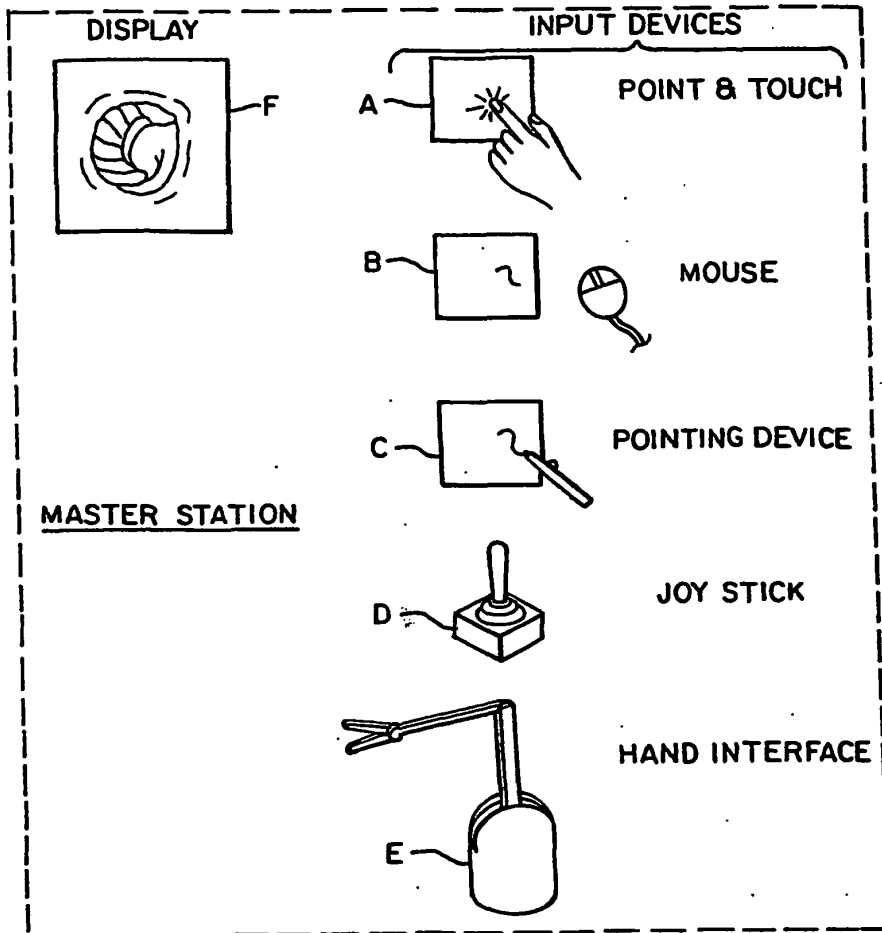 DISPLAY
INPUT DEVICES
F
A
POINT & TOUCH
B
MOUSE
C
POINTING DEVICE
MASTER STATION
D
JOY STICK
HAND INTERFACE
E